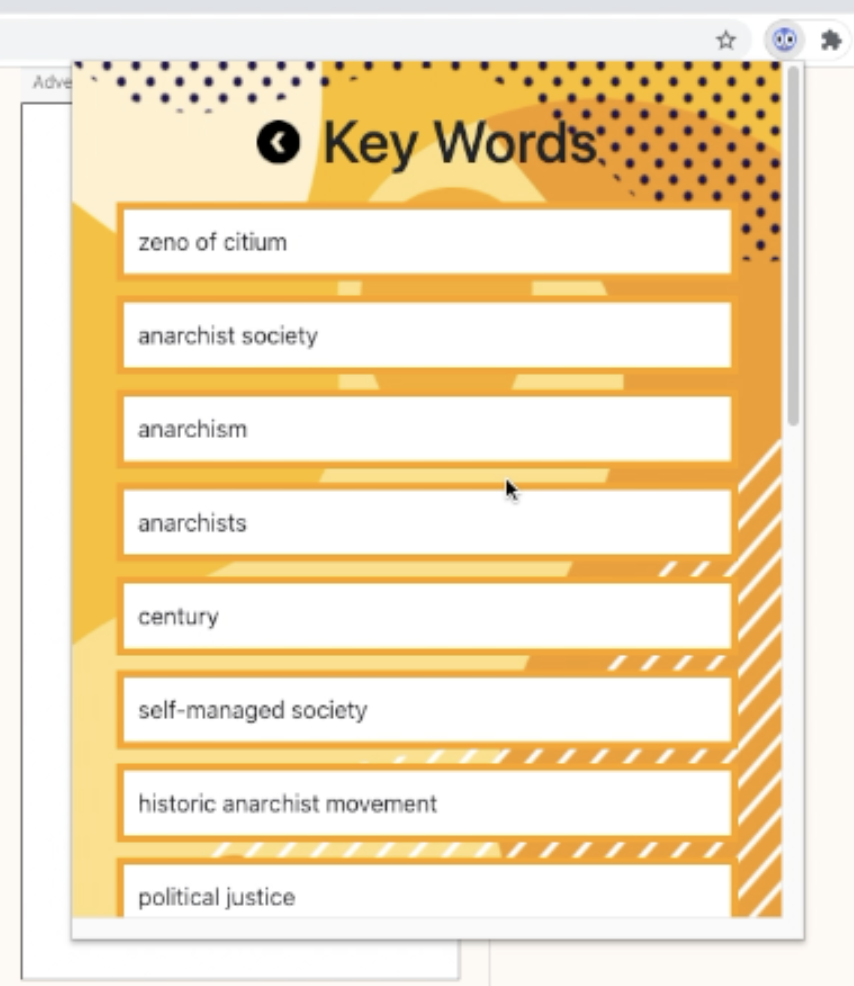 Adve
Key Words
zeno of citium
anarchist society
anarchism
anarchists
century
self-managed society
historic anarchist movement
political justice